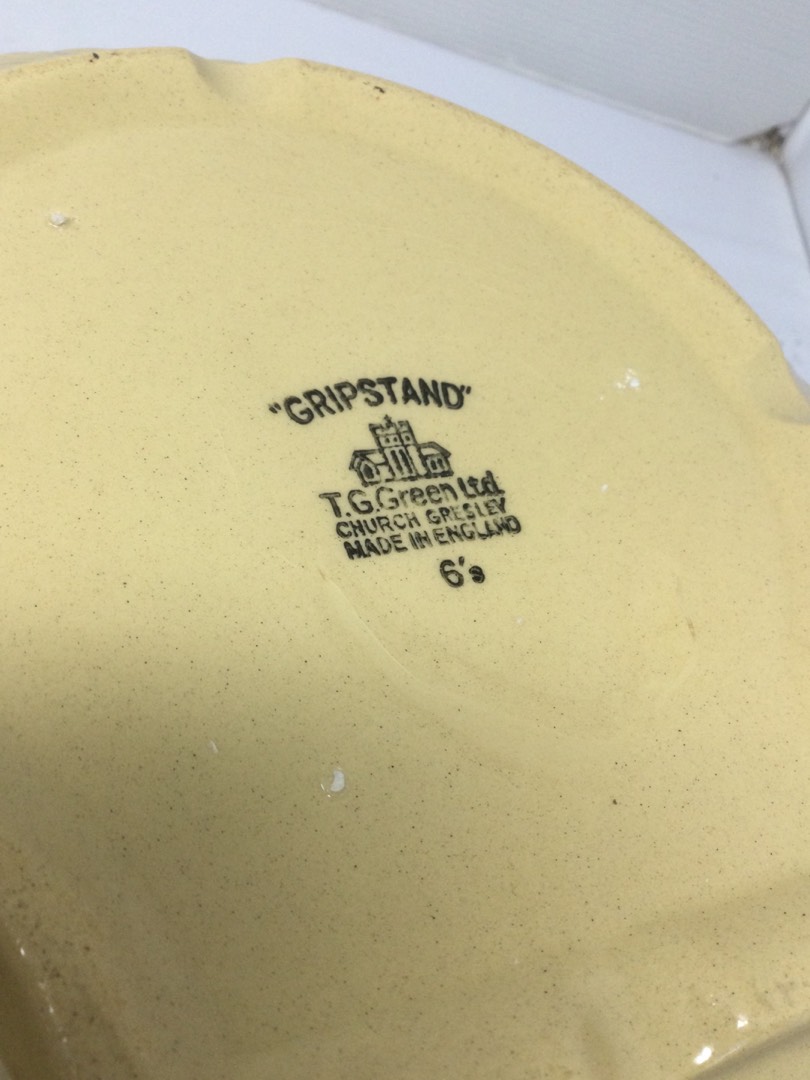 "GRIPSTAND"
T.G.Green Ltd.
CHURCH GRESLEY
MADE IN ENGLAND
6's